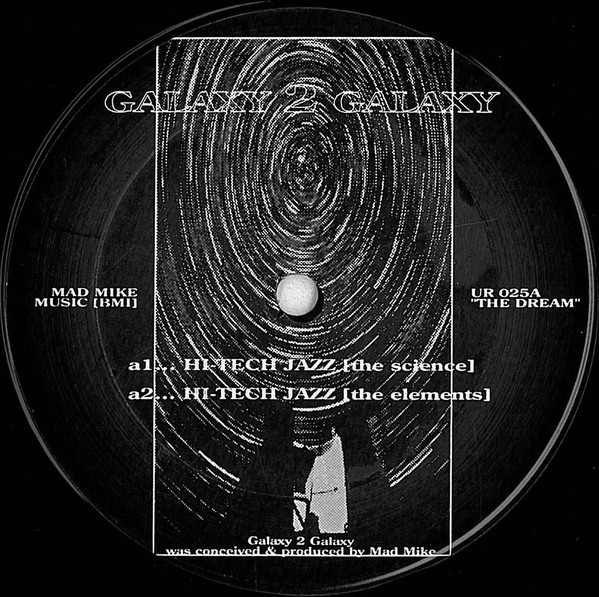 GALAXY 2 GALAXY
MAD MIKE
MUSIC [BMI]
UR 025A
"THE DREAM"
a1... HI-TECH JAZZ [the science]
a2... HI-TECH JAZZ [the elements]
Galaxy 2 Galaxy
was conceived & produced by Mad Mike